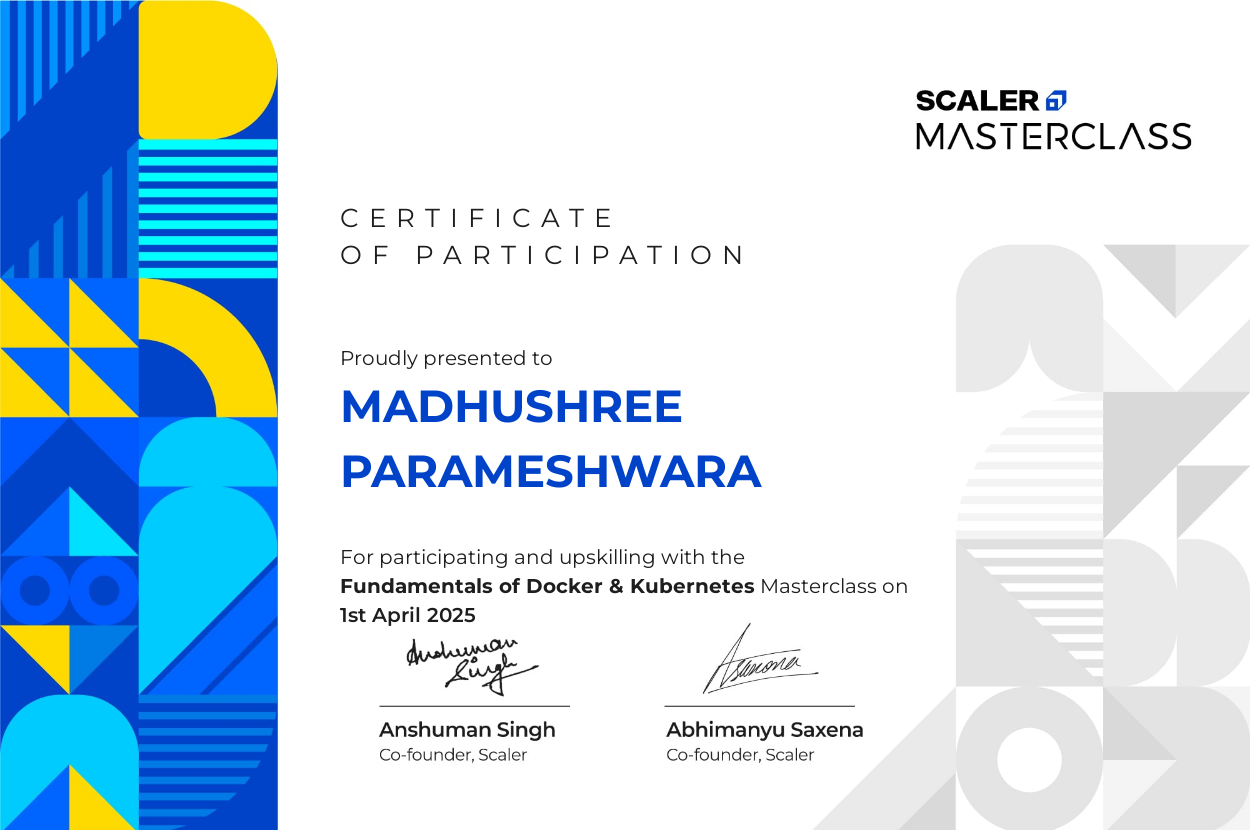 SCALER
MASTERCLASS
CERTIFICATE
OF PARTICIPATION
Proudly presented to
MADHUSHREE
PARAMESHWARA
For participating and upskilling with the
Fundamentals of Docker & Kubernetes Masterclass on
1st April 2025
Anshuman Singh
Asaxena
Anshuman Singh
Abhimanyu Saxena
Co-founder, Scaler
Co-founder, Scaler